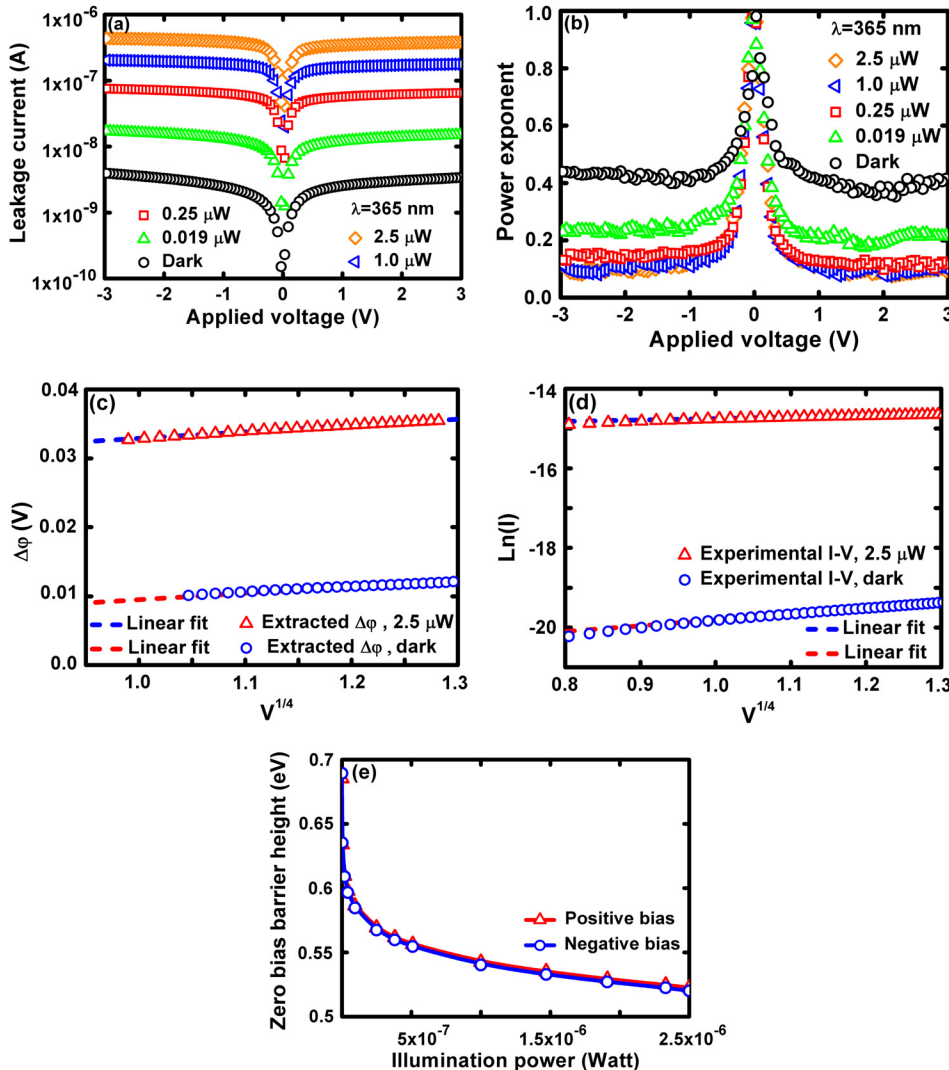 (a)
Leakage current (A)
1x10⁻⁶
1x10⁻⁷
1x10⁻⁸
1x10⁻⁹
1x10⁻¹⁰
0.25 μW
0.019 μW
Dark
λ=365 nm
2.5 μW
1.0 μW
-3 -2 -1 0 1 2 3
Applied voltage (V)
(b)
Power exponent
1.0
0.8
0.6
0.4
0.2
0.0
λ=365 nm
2.5 μW
1.0 μW
0.25 μW
0.019 μW
Dark
-3 -2 -1 0 1 2 3
Applied voltage (V)
(c)
Δφ (V)
0.04
0.03
0.02
0.01
0.0
Linear fit Extracted Δφ , 2.5 μW
Linear fit Extracted Δφ , dark
1.0 1.1 1.2 1.3
V¹ᐟ⁴
(d)
Ln(I)
-14
-16
-18
-20
Experimental I-V, 2.5 μW
Experimental I-V, dark
Linear fit
Linear fit
0.8 0.9 1.0 1.1 1.2 1.3
V¹ᐟ⁴
(e)
Zero bias barrier height (eV)
0.7
0.65
0.6
0.55
0.5
Positive bias
Negative bias
5x10⁻⁷ 1.5x10⁻⁶ 2.5x10⁻⁶
Illumination power (Watt)